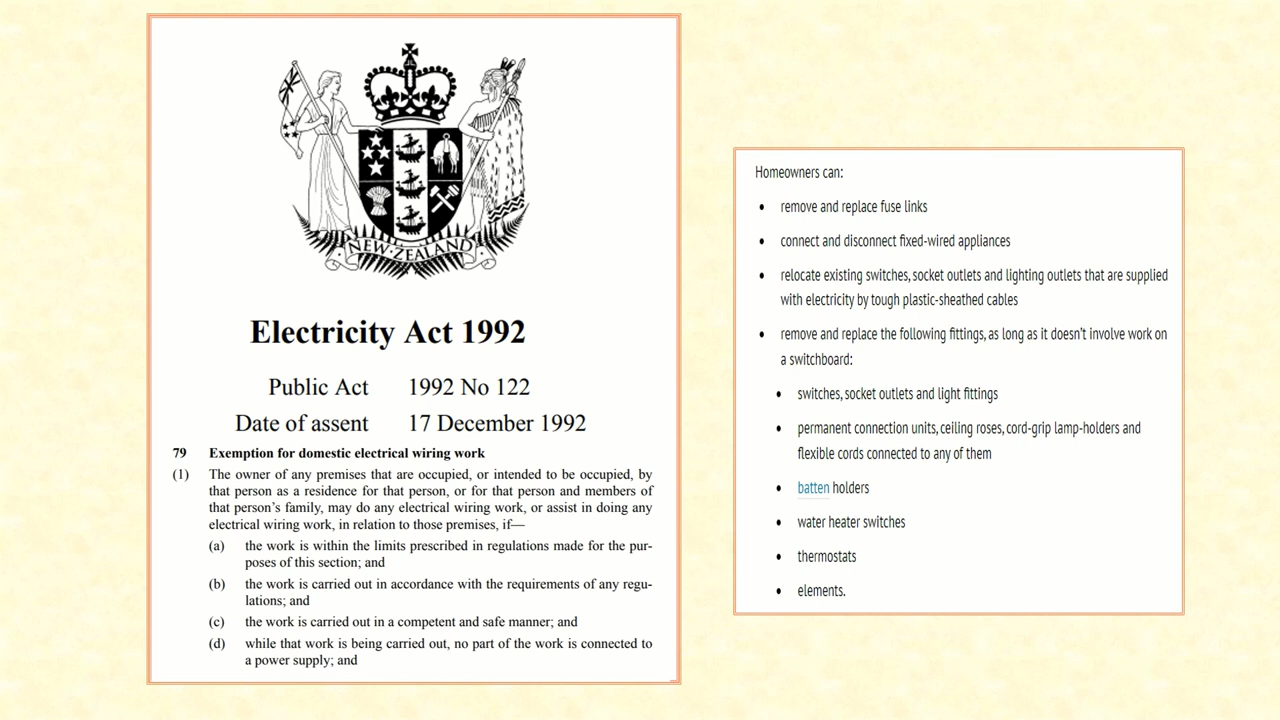 NEW·ZEALAND
Electricity Act 1992
Public Act 1992 No 122
Date of assent 17 December 1992
79 Exemption for domestic electrical wiring work
(1) The owner of any premises that are occupied, or intended to be occupied, by
that person as a residence for that person, or for that person and members of
that person's family, may do any electrical wiring work, or assist in doing any
electrical wiring work, in relation to those premises, if—
(a) the work is within the limits prescribed in regulations made for the pur-
poses of this section; and
(b) the work is carried out in accordance with the requirements of any regu-
lations; and
(c) the work is carried out in a competent and safe manner; and
(d) while that work is being carried out, no part of the work is connected to
a power supply; and
Homeowners can:
• remove and replace fuse links
• connect and disconnect fixed-wired appliances
• relocate existing switches, socket outlets and lighting outlets that are supplied
with electricity by tough plastic-sheathed cables
• remove and replace the following fittings, as long as it doesn't involve work on
a switchboard:
• switches, socket outlets and light fittings
• permanent connection units, ceiling roses, cord-grip lamp-holders and
flexible cords connected to any of them
• batten holders
• water heater switches
• thermostats
• elements.